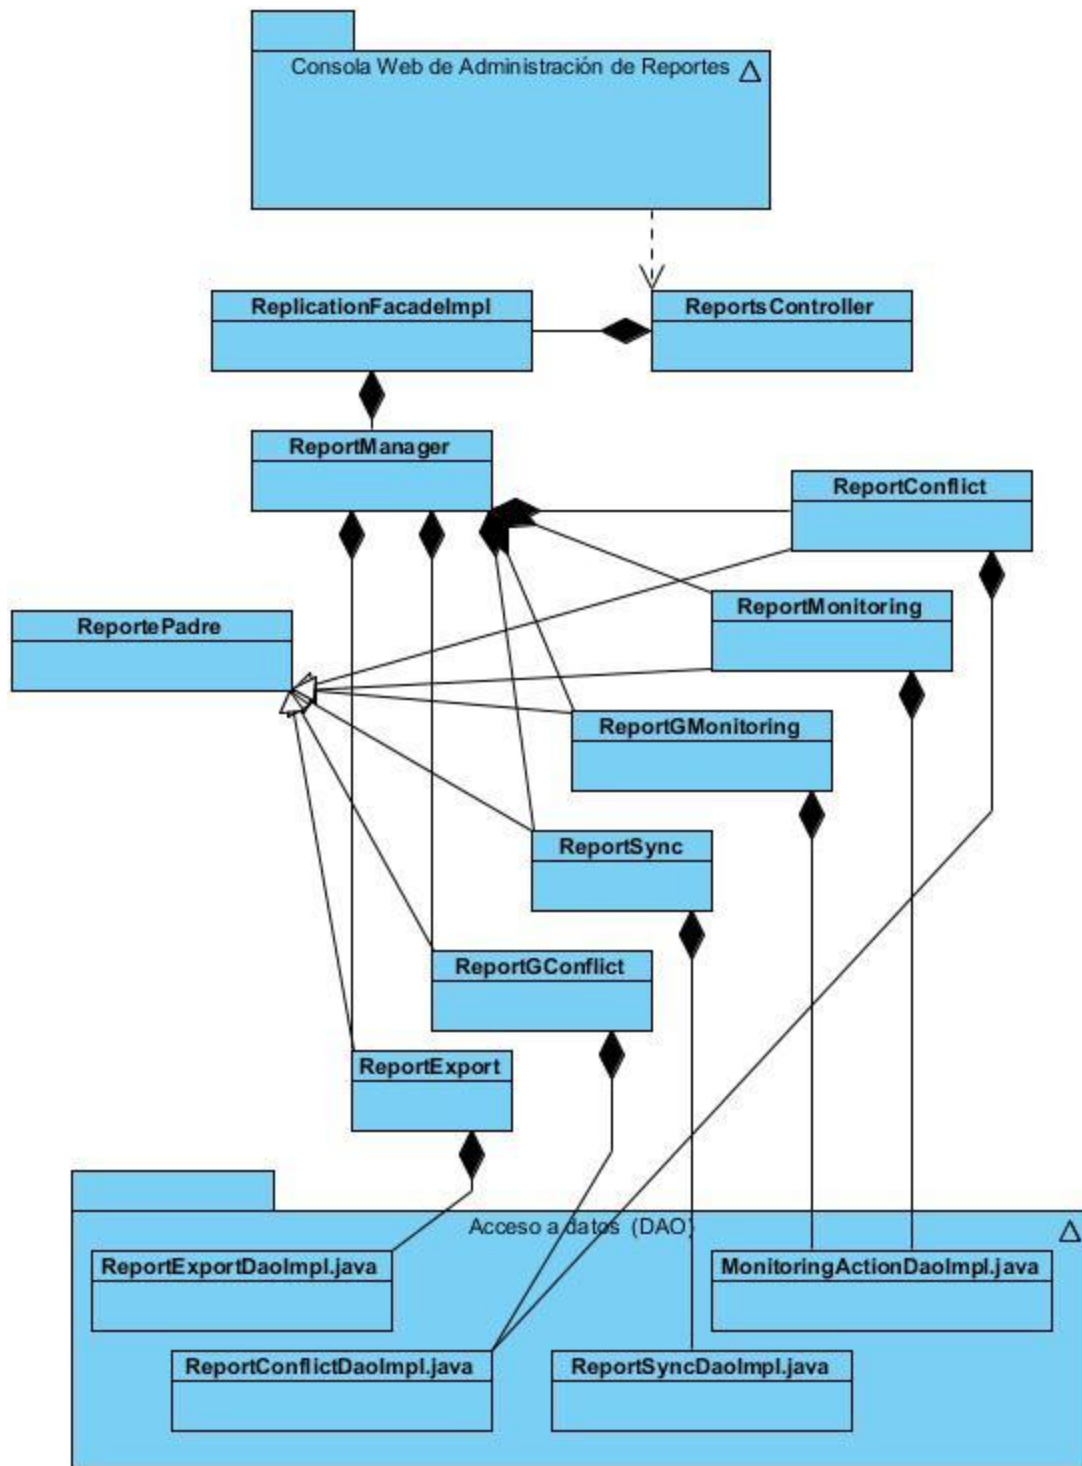 Consola Web de Administración de Reportes
ReplicationFacadeImpl
ReportsController
ReportManager
ReportConflict
ReportMonitoring
ReportePadre
ReportGMonitoring
ReportSync
ReportGConflict
ReportExport
Acceso a datos (DAO)
ReportExportDaoImpl.java
MonitoringActionDaoImpl.java
ReportConflictDaoImpl.java
ReportSyncDaoImpl.java